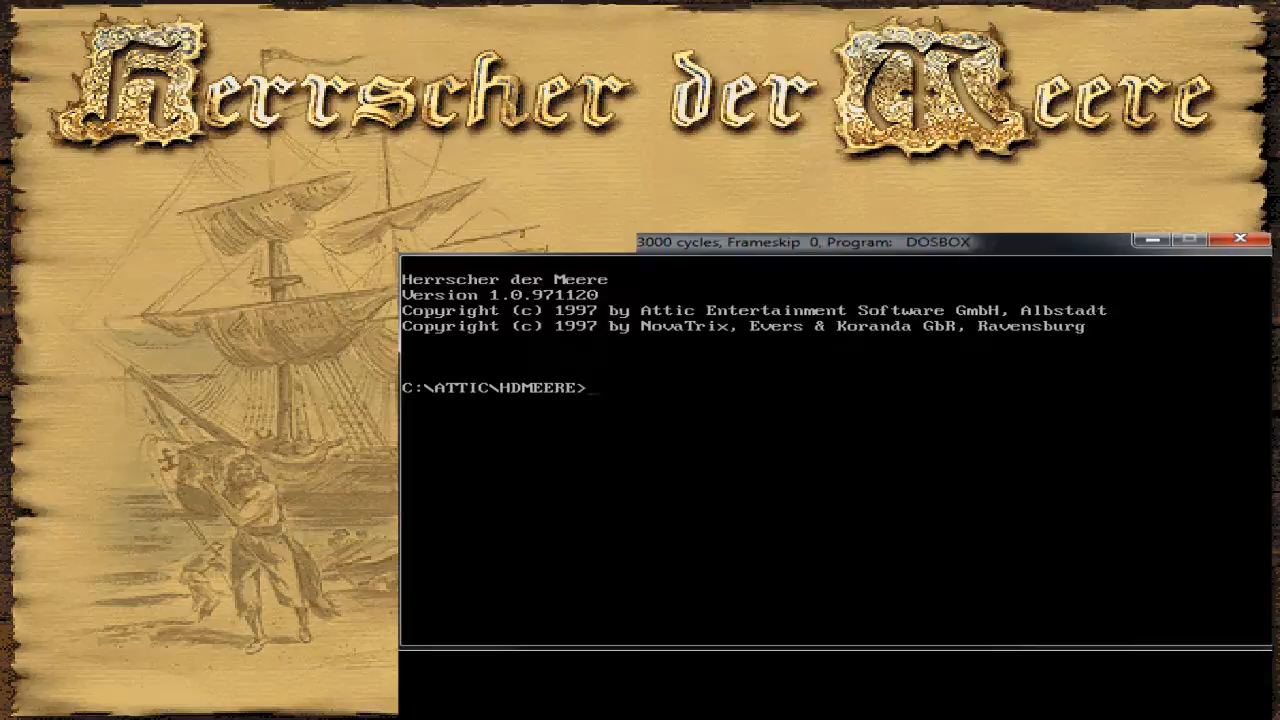 Herrscher der Meere
3000 cycles, Frameskip 0, Program: DOSBOX
Herrscher der Meere
Version 1.0.971120
Copyright (c) 1997 by Attic Entertainment Software GmbH, Albstadt
Copyright (c) 1997 by NovaTrix, Evers & Koranda GbR, Ravensburg
C:\ATTIC\HDMEERE>_